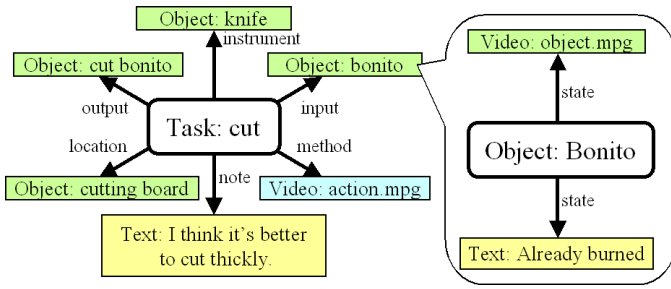 Object: knife
instrument
Object: cut bonito
Object: bonito
output
input
Task: cut
location
method
Object: cutting board
note
Video: action.mpg
Text: I think it's better
to cut thickly.
Video: object.mpg
state
Object: Bonito
state
Text: Already burned